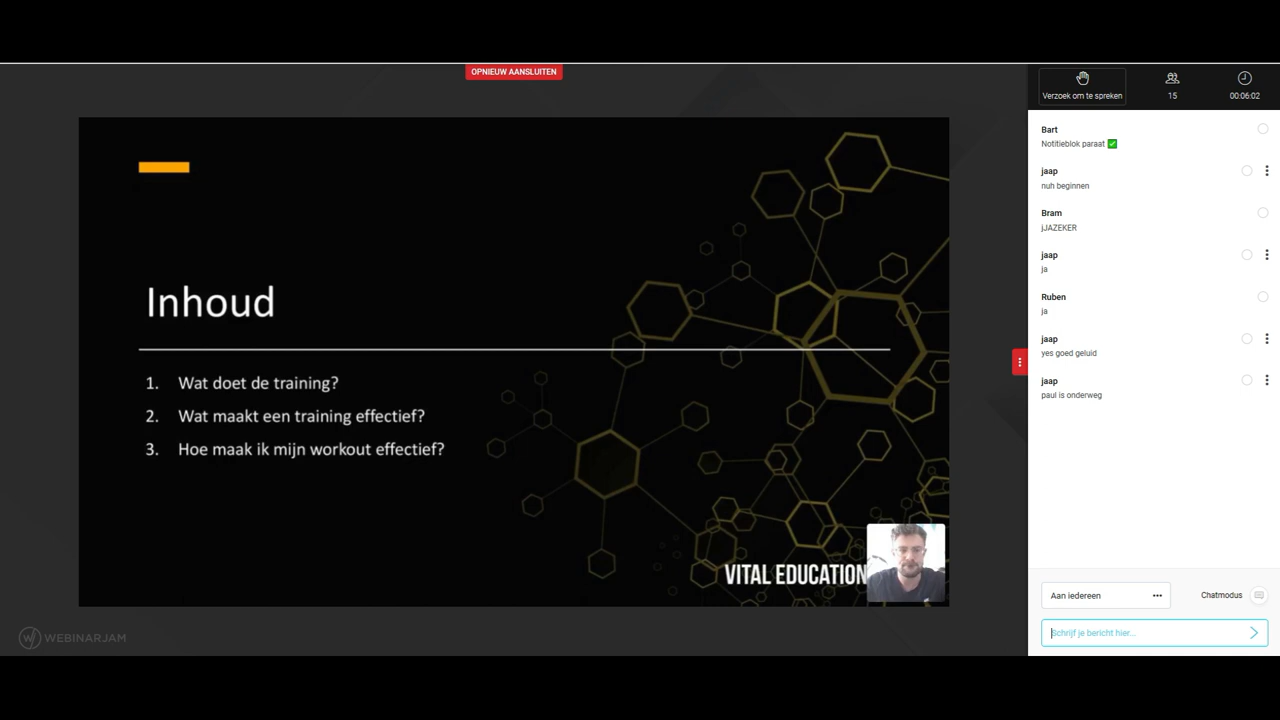 OPNIEUW AANSLUITEN
Inhoud
1. Wat doet de training?
2. Wat maakt een training effectief?
3. Hoe maak ik mijn workout effectief?
VITAL EDUCATION
WEBINARJAM
Verzoek om te spreken
15
00:06:02
Bart
Notitieblok paraat ✅
jaap
nuh beginnen
Bram
jJAZEKER
jaap
ja
Ruben
ja
jaap
yes goed geluid
jaap
paul is onderweg
Aan iedereen
Chatmodus
Schrijf je bericht hier...